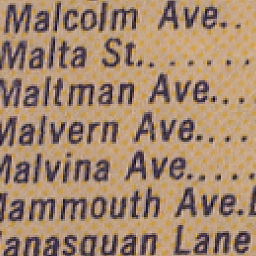 Malcolm Ave..
Malta St........
Maltman Ave....
Malvern Ave....
Malvina Ave.....
Mammouth Ave.
Manasquan Lane